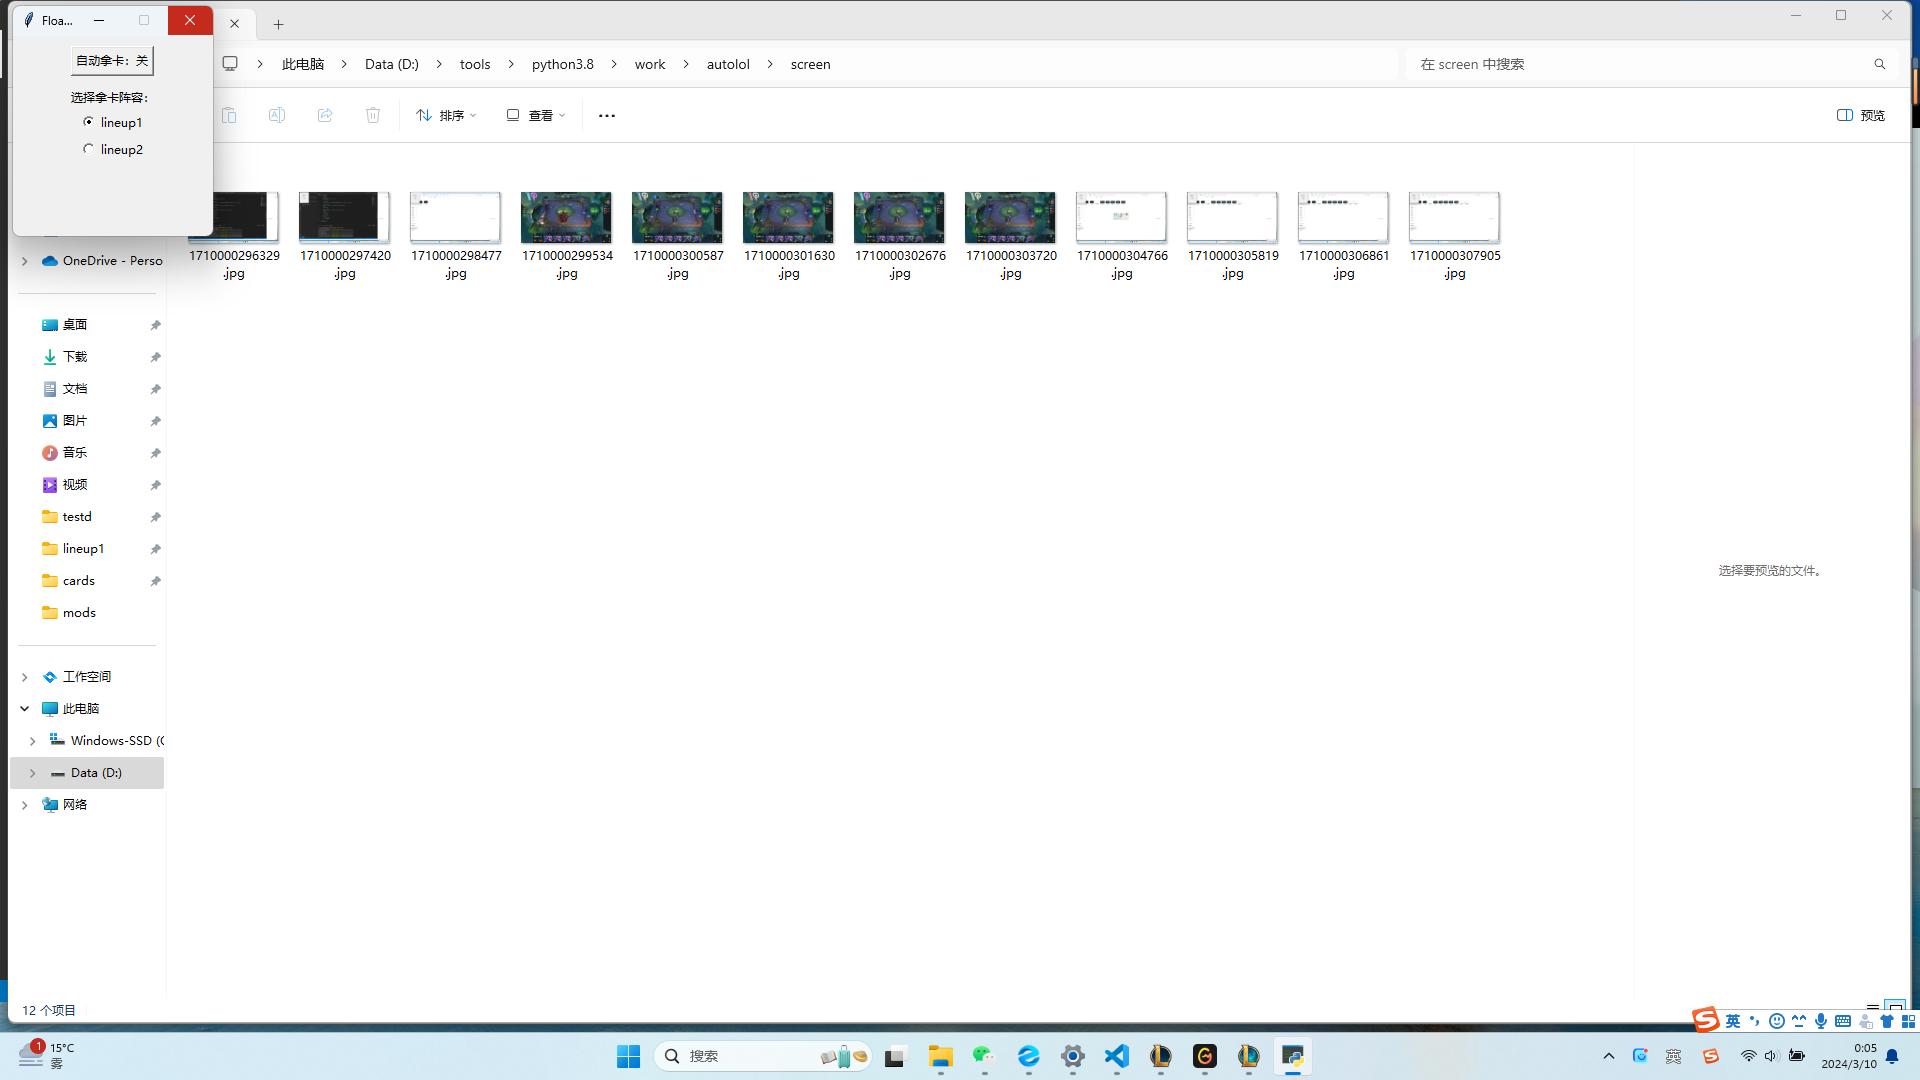 Floa...
自动拿卡：关
选择拿卡阵容：
lineup1
lineup2
此电脑
Data (D:)
tools
python3.8
work
autolol
screen
在 screen 中搜索
排序
查看
预览
1710000296329.jpg
1710000297420.jpg
1710000298477.jpg
1710000299534.jpg
1710000300587.jpg
1710000301630.jpg
1710000302676.jpg
1710000303720.jpg
1710000304766.jpg
1710000305819.jpg
1710000306861.jpg
1710000307905.jpg
OneDrive - Perso
桌面
下载
文档
图片
音乐
视频
testd
lineup1
cards
mods
工作空间
此电脑
Windows-SSD (C
Data (D:)
网络
选择要预览的文件。
12 个项目
英
1
15°C
雾
搜索
英
0:05
2024/3/10